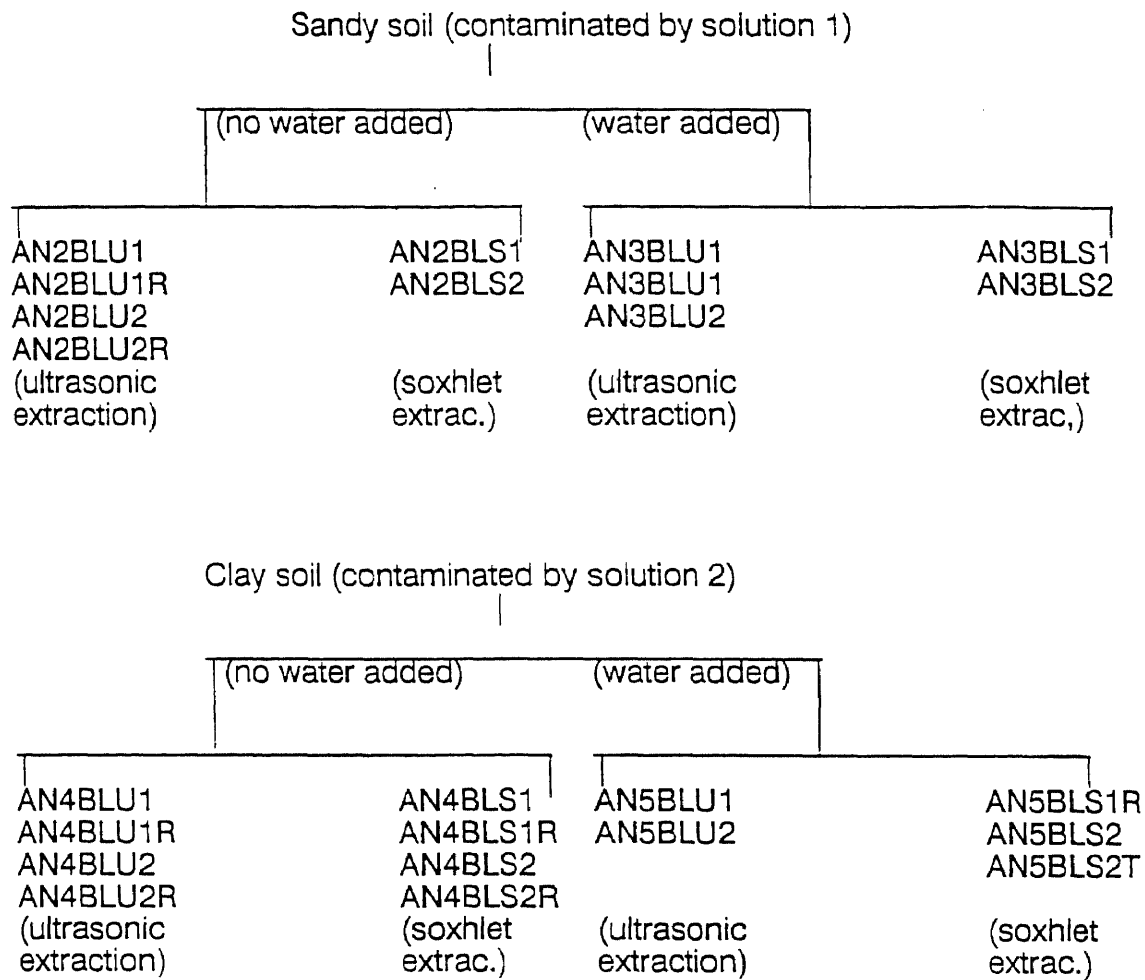 Sandy soil (contaminated by solution 1)
(no water added)
(water added)
AN2BLU1
AN2BLU1R
AN2BLU2
AN2BLU2R
(ultrasonic
extraction)
AN2BLS1
AN2BLS2
(soxhlet
extrac.)
AN3BLU1
AN3BLU1
AN3BLU2
(ultrasonic
extraction)
AN3BLS1
AN3BLS2
(soxhlet
extrac,)
Clay soil (contaminated by solution 2)
(no water added)
(water added)
AN4BLU1
AN4BLU1R
AN4BLU2
AN4BLU2R
(ultrasonic
extraction)
AN4BLS1
AN4BLS1R
AN4BLS2
AN4BLS2R
(soxhlet
extrac.)
AN5BLU1
AN5BLU2
(ultrasonic
extraction)
AN5BLS1R
AN5BLS2
AN5BLS2T
(soxhlet
extrac.)